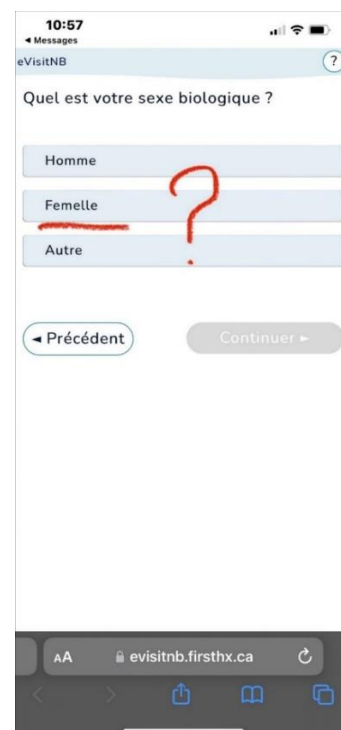 10:57
◄ Messages
eVisitNB
?
Quel est votre sexe biologique ?
Homme
Femelle
?
Autre
◄ Précédent
Continuer ►
AA
evisitnb.firsthx.ca